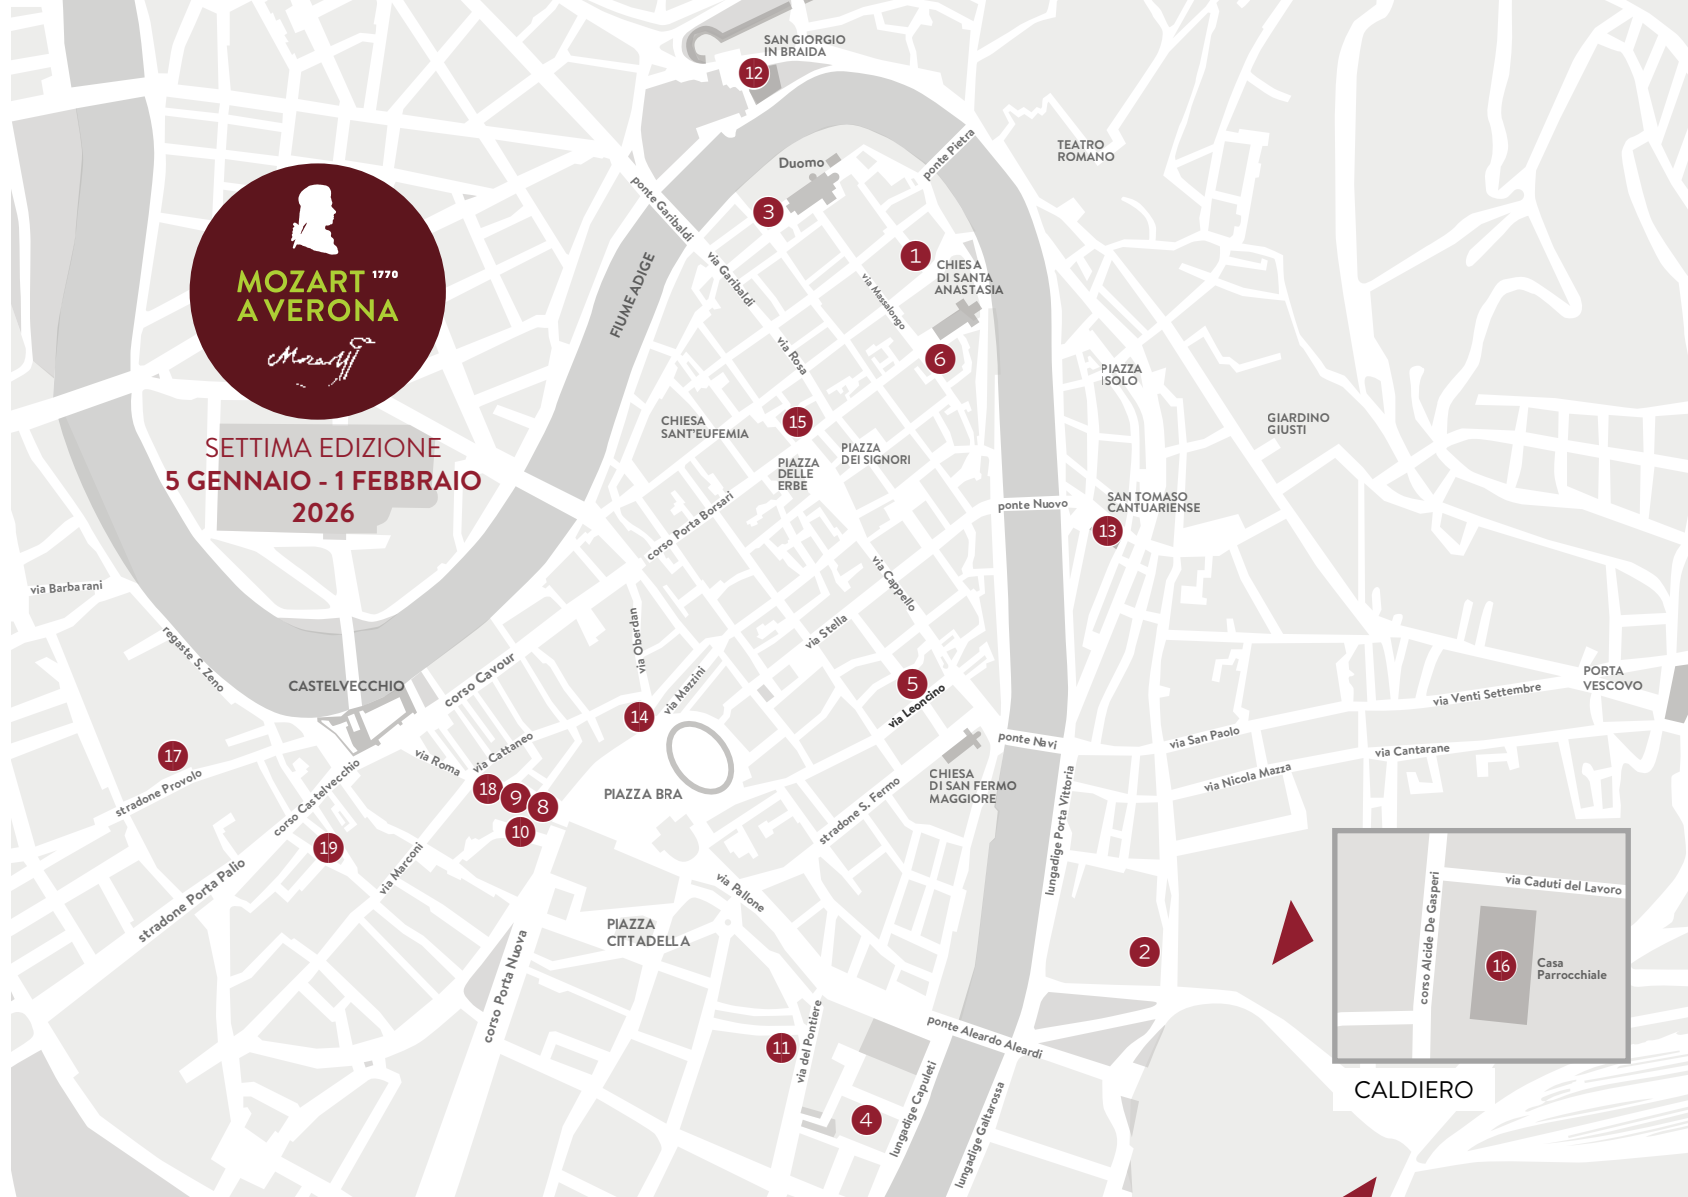 SAN GIORGIO
IN BRAIDA
12
TEATRO
ROMANO
ponte Pietra
Duomo
3
ponte Garibaldi
via Garibaldi
FIUME ADIGE
1
CHIESA
DI SANTA
ANASTASIA
via Massalongo
6
via Rosa
MOZART 1770
A VERONA
Mozart
SETTIMA EDIZIONE
5 GENNAIO - 1 FEBBRAIO
2026
PIAZZA
ISOLO
GIARDINO
GIUSTI
CHIESA
SANT'EUFEMIA
15
PIAZZA
DEI SIGNORI
PIAZZA
DELLE
ERBE
corso Porta Borsari
ponte Nuovo
SAN TOMASO
CANTUARIENSE
13
via Barbarani
regaste S. Zeno
via Cappello
via Stella
via Oberdan
via Mazzini
corso Cavour
CASTELVECCHIO
5
via Leoncino
14
PORTA
VESCOVO
via Venti Settembre
via San Paolo
via Cantarane
via Nicola Mazza
ponte Navi
17
stradone Provolo
via Roma
via Cattaneo
corso Castelvecchio
18
9
8
10
PIAZZA BRA
CHIESA
DI SAN FERMO
MAGGIORE
stradone S. Fermo
lungadige Porta Vittoria
19
via Marconi
stradone Porta Palio
via Pallone
PIAZZA
CITTADELLA
corso Porta Nuova
2
via Caduti del Lavoro
corso Alcide De Gasperi
16
Casa
Parrocchiale
CALDIERO
11
via del Pontiere
ponte Aleardo Aleardi
4
lungadige Capuleti
lungadige Galtarossa